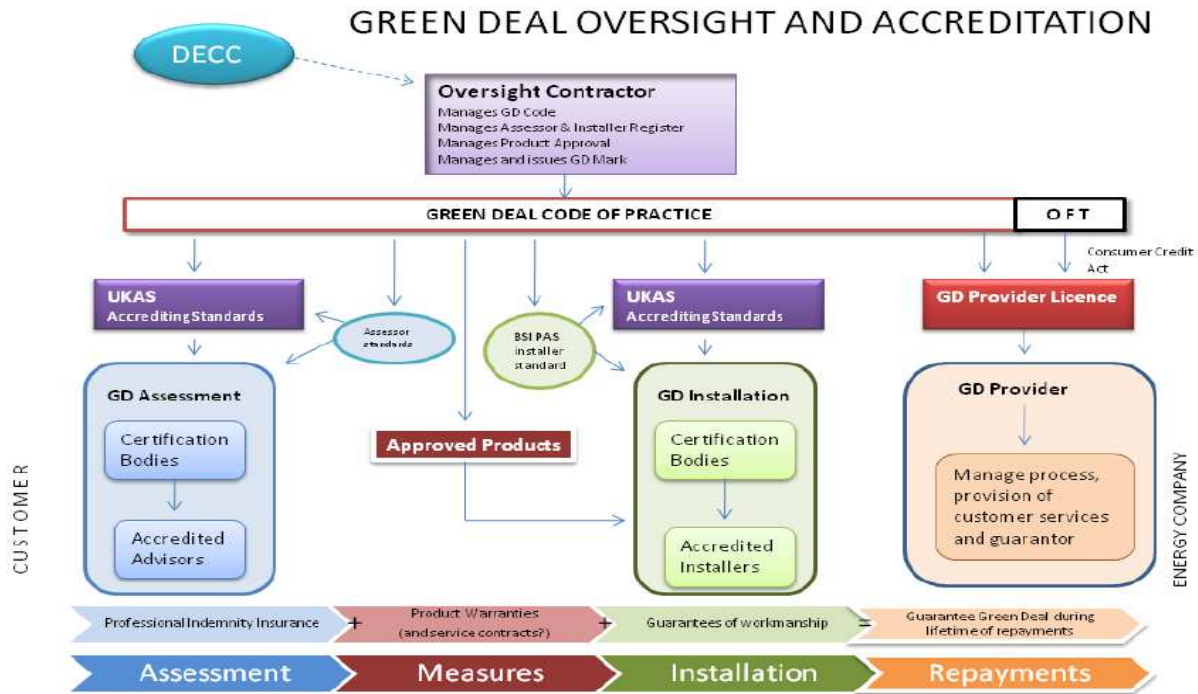 GREEN DEAL OVERSIGHT AND ACCREDITATION
DECC
Oversight Contractor
Manages GD Code
Manages Assessor & Installer Register
Manages Product Approval
Manages and issues GD Mark
GREEN DEAL CODE OF PRACTICE
OFT
Consumer Credit
Act
UKAS
Accrediting Standards
Assessor
standards
BSI PAS
installer
standard
UKAS
Accrediting Standards
GD Provider Licence
GD Assessment
Certification
Bodies
Accredited
Advisors
Approved Products
GD Installation
Certification
Bodies
Accredited
Installers
GD Provider
Manage process,
provision of
customer services
and guarantor
CUSTOMER
ENERGY COMPANY
Professional Indemnity Insurance
+
Product Warranties
(and service contracts?)
+
Guarantees of workmanship
=
Guarantee Green Deal during
lifetime of repayments
Assessment
Measures
Installation
Repayments